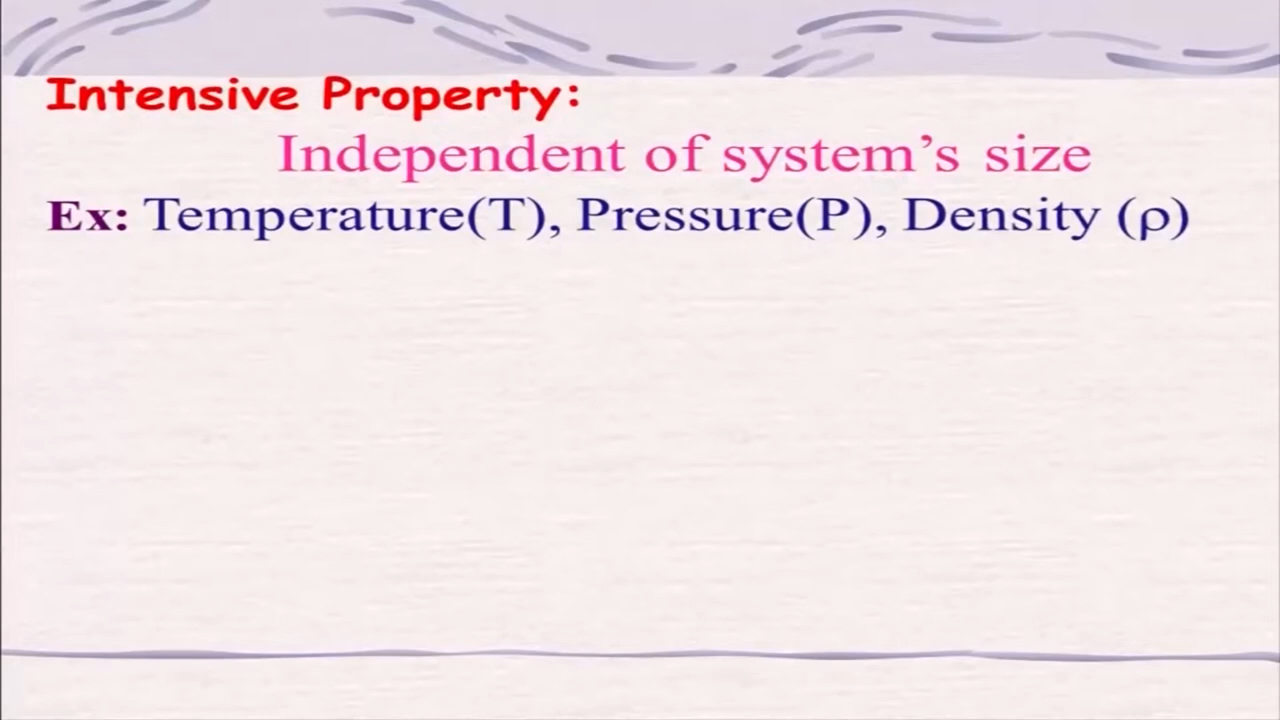 Intensive Property:
Independent of system’s size
Ex: Temperature(T), Pressure(P), Density (ρ)